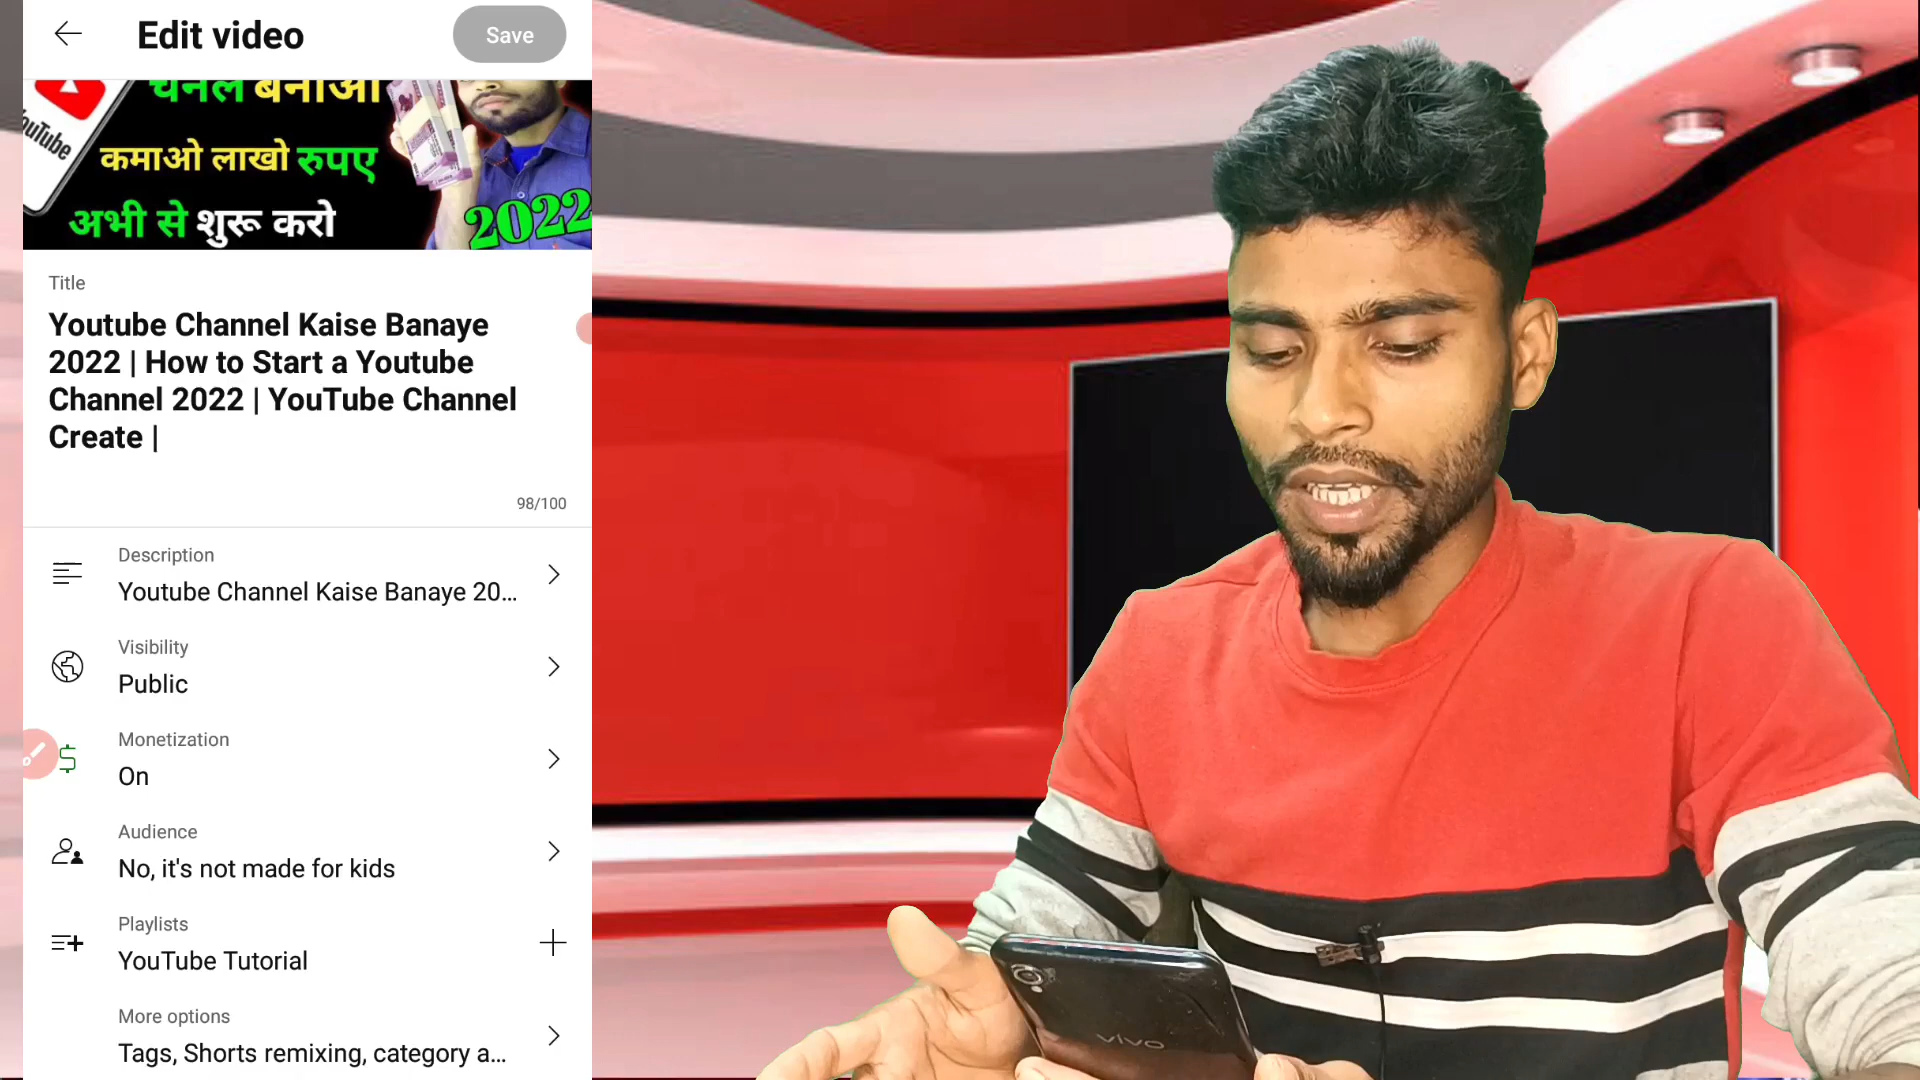 Edit video
Save
चैनल बनाओ
ouTube
कमाओ लाखो रुपए
अभी से शुरू करो
2022
Title
Youtube Channel Kaise Banaye
2022 | How to Start a Youtube
Channel 2022 | YouTube Channel
Create |
98/100
Description
Youtube Channel Kaise Banaye 20...
Visibility
Public
Monetization
On
Audience
No, it's not made for kids
Playlists
YouTube Tutorial
More options
Tags, Shorts remixing, category a...
vivo